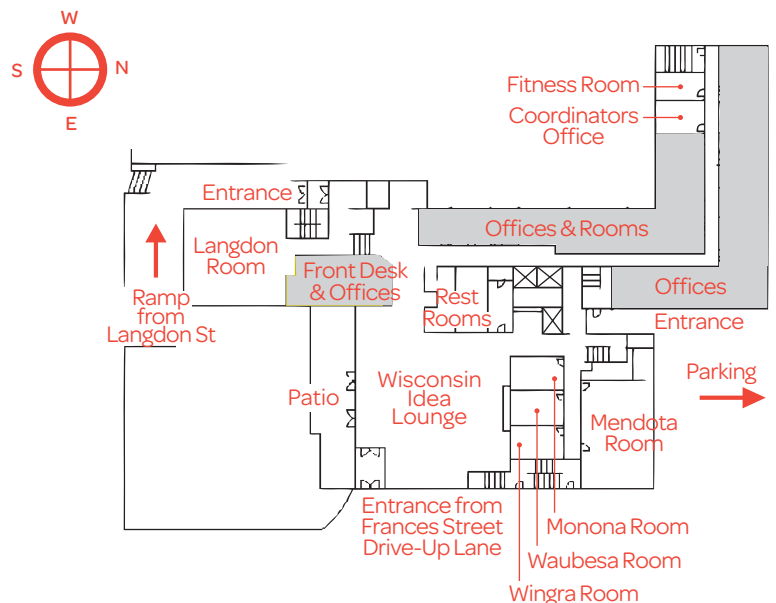 W
S
N
E
Fitness Room
Coordinators
Office
Entrance
Offices & Rooms
Langdon
Room
Front Desk
& Offices
Rest
Rooms
Offices
Ramp
from
Langdon St
Entrance
Patio
Wisconsin
Idea
Lounge
Parking
Mendota
Room
Entrance from
Frances Street
Drive-Up Lane
Monona Room
Waubesa Room
Wingra Room